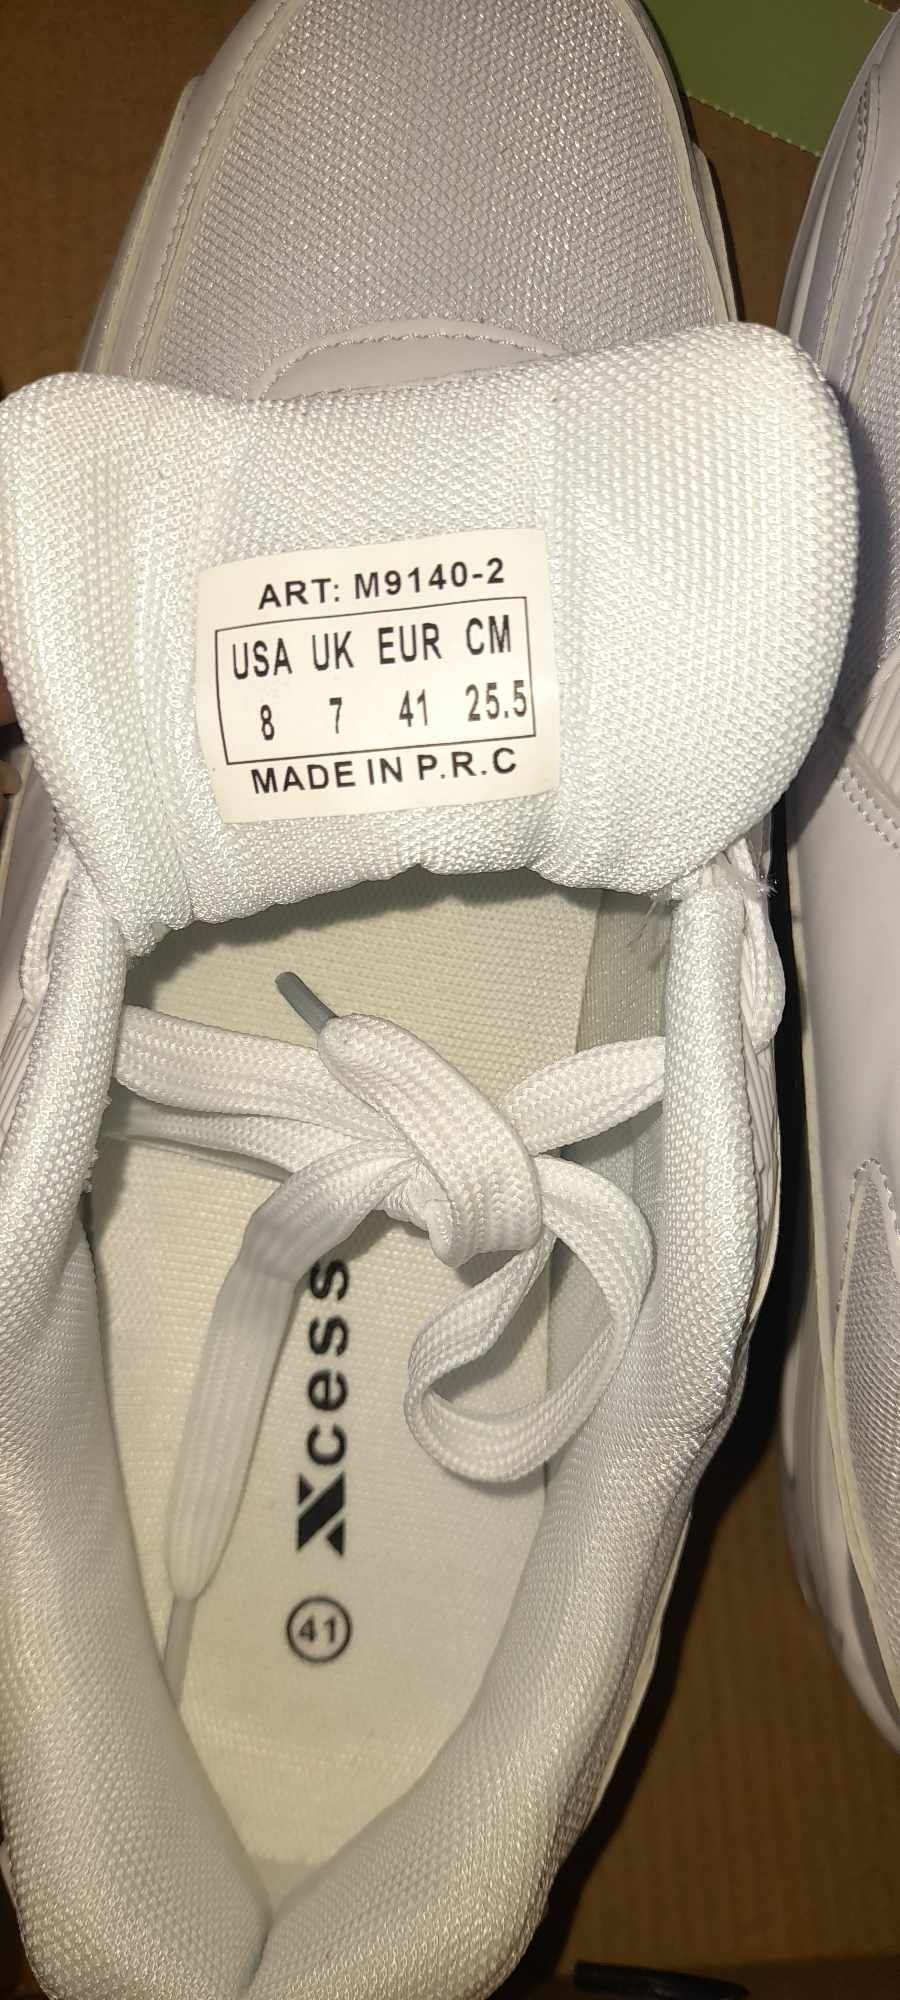 ART: M9140-2
USA UK EUR CM
8 7 41 25.5
MADE IN P.R.C
Xcess
41